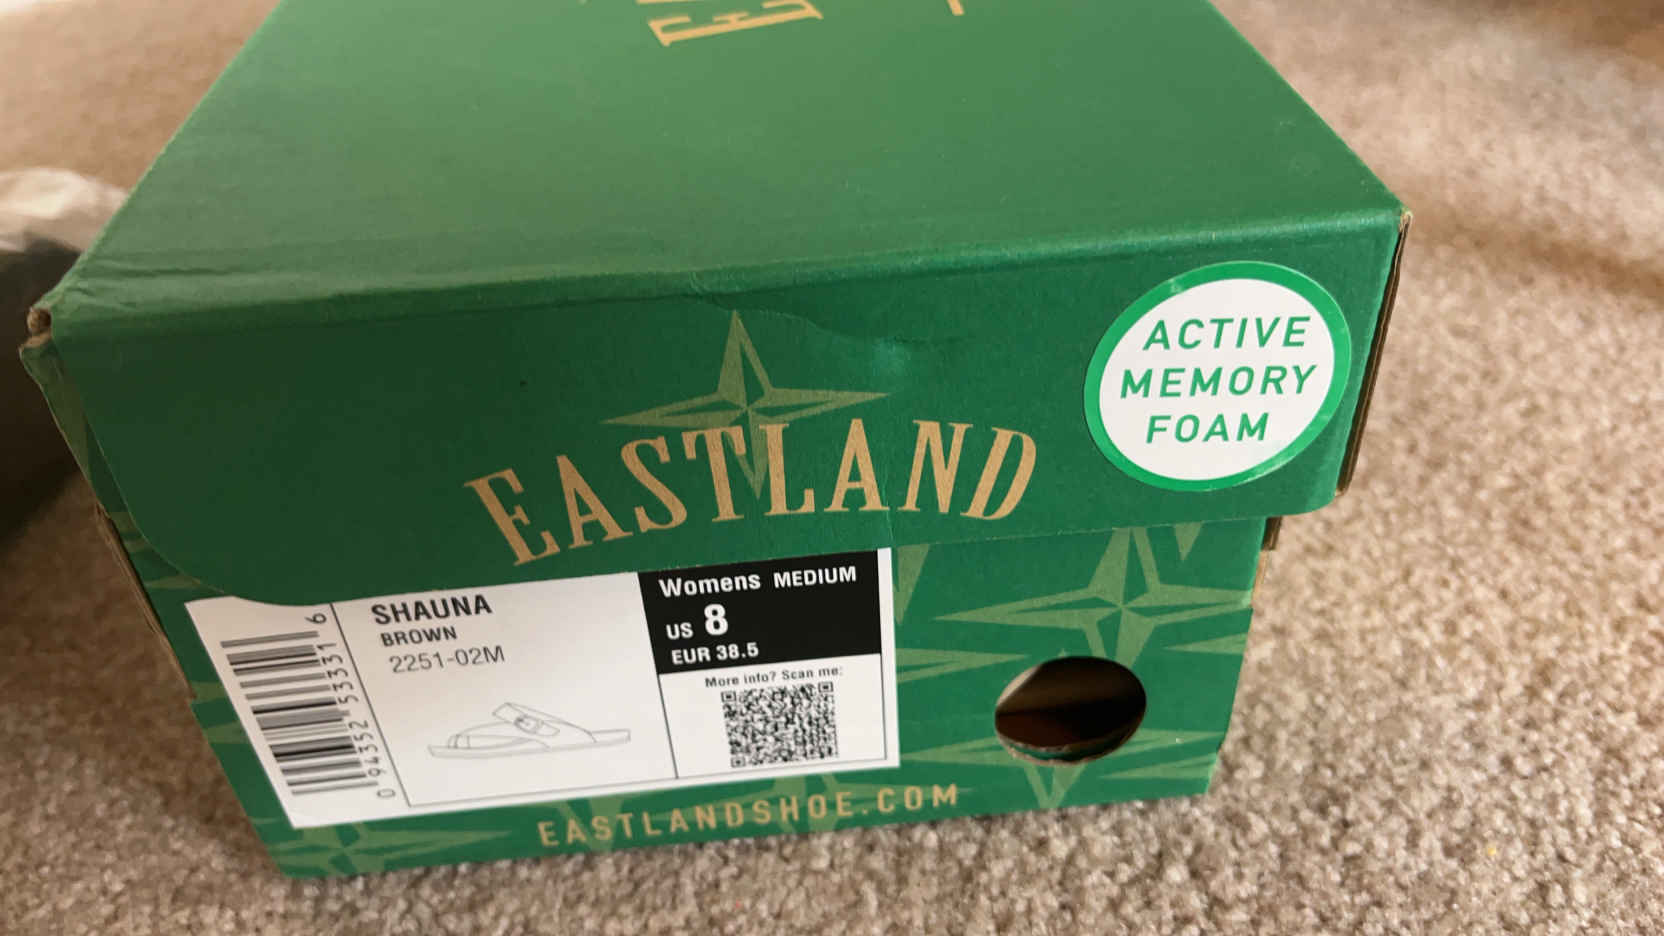 EASTLAND
ACTIVE
MEMORY
FOAM
SHAUNA
BROWN
2251-02M
Womens MEDIUM
US 8
EUR 38.5
More info? Scan me:
0 94352 53331 6
EASTLANDSHOE.COM